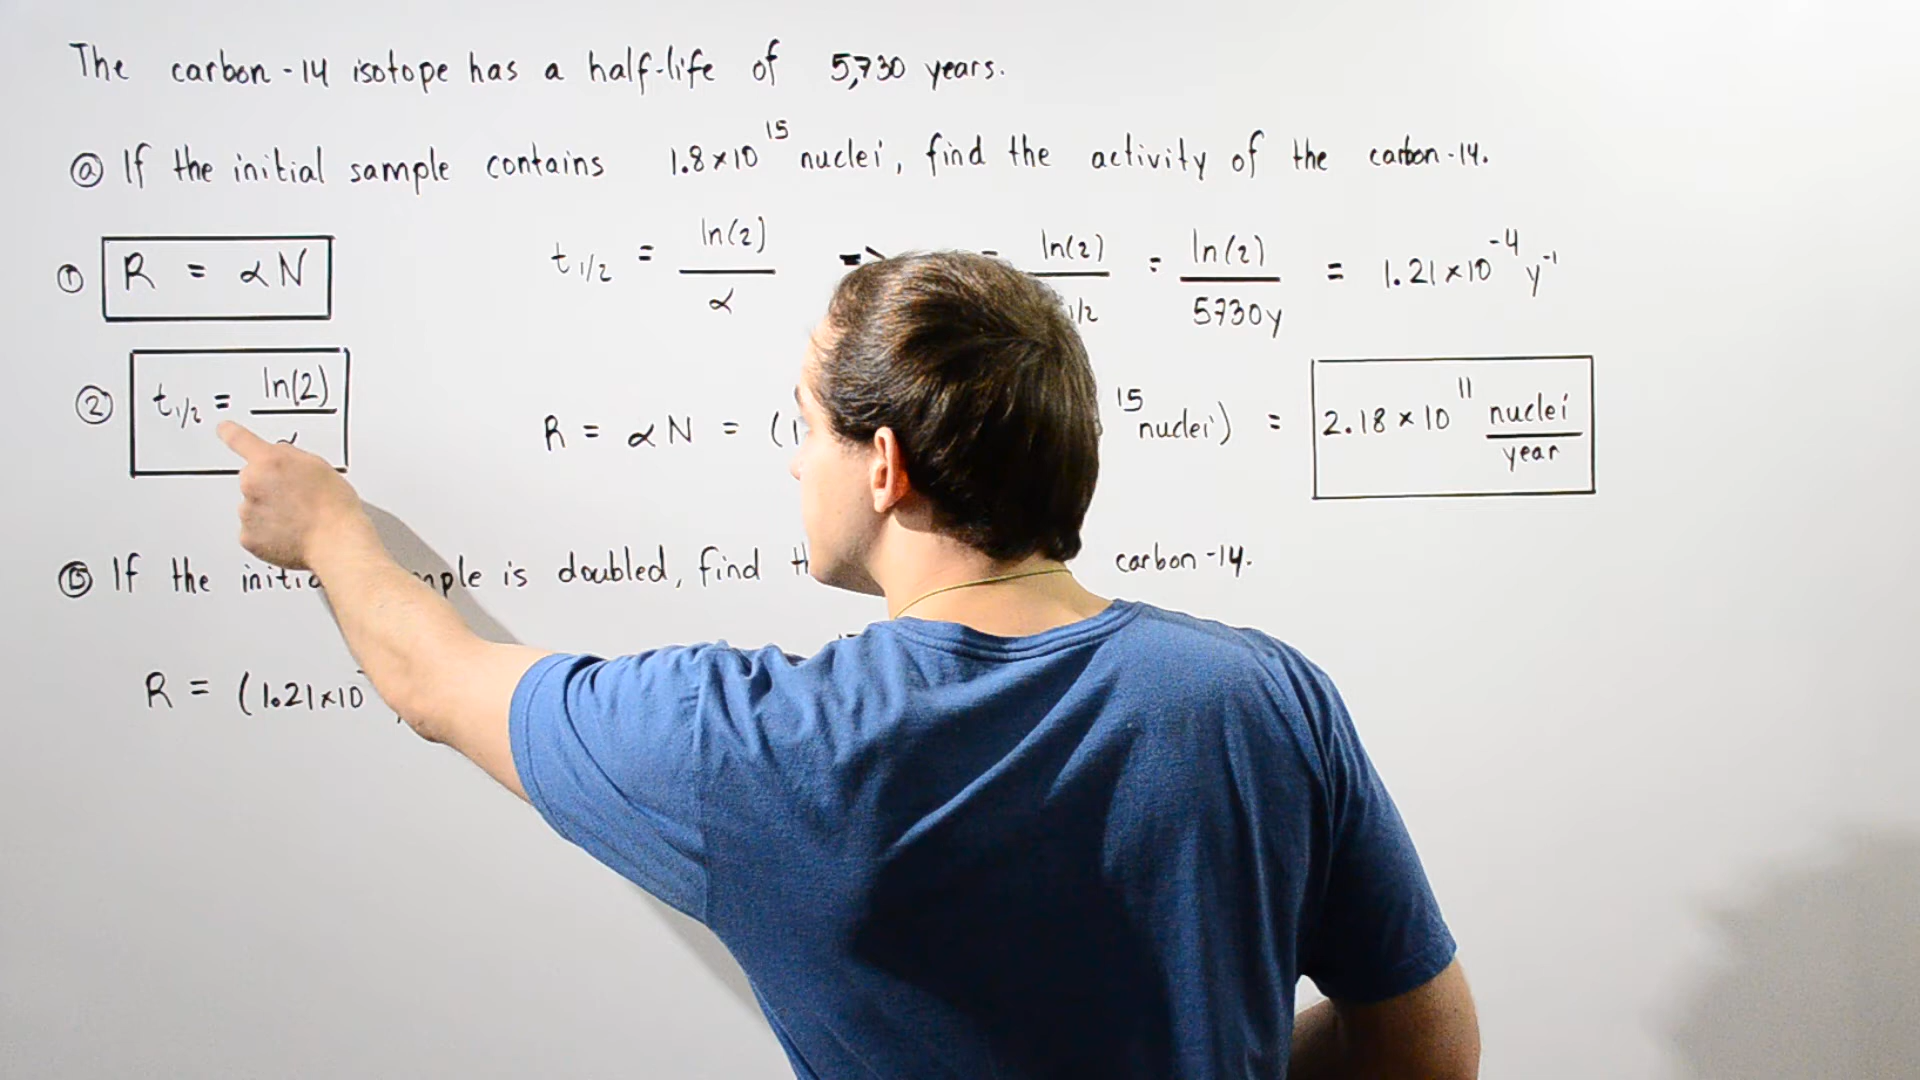 The carbon-14 isotope has a half-life of 5,730 years.
ⓐ If the initial sample contains 1.8×10^15 nuclei, find the activity of the carbon-14.
① R = αN
t1/2 = ln(2)/α = ln(2)/ 1/2 = ln(2)/5730y = 1.21×10^-4 y^-1
② t1/2 = ln(2)/α
R = αN = (1 15 nuclei) = 2.18×10^11 nuclei/year
ⓑ If the is doubled, find carbon-14.
R = (1.21×10